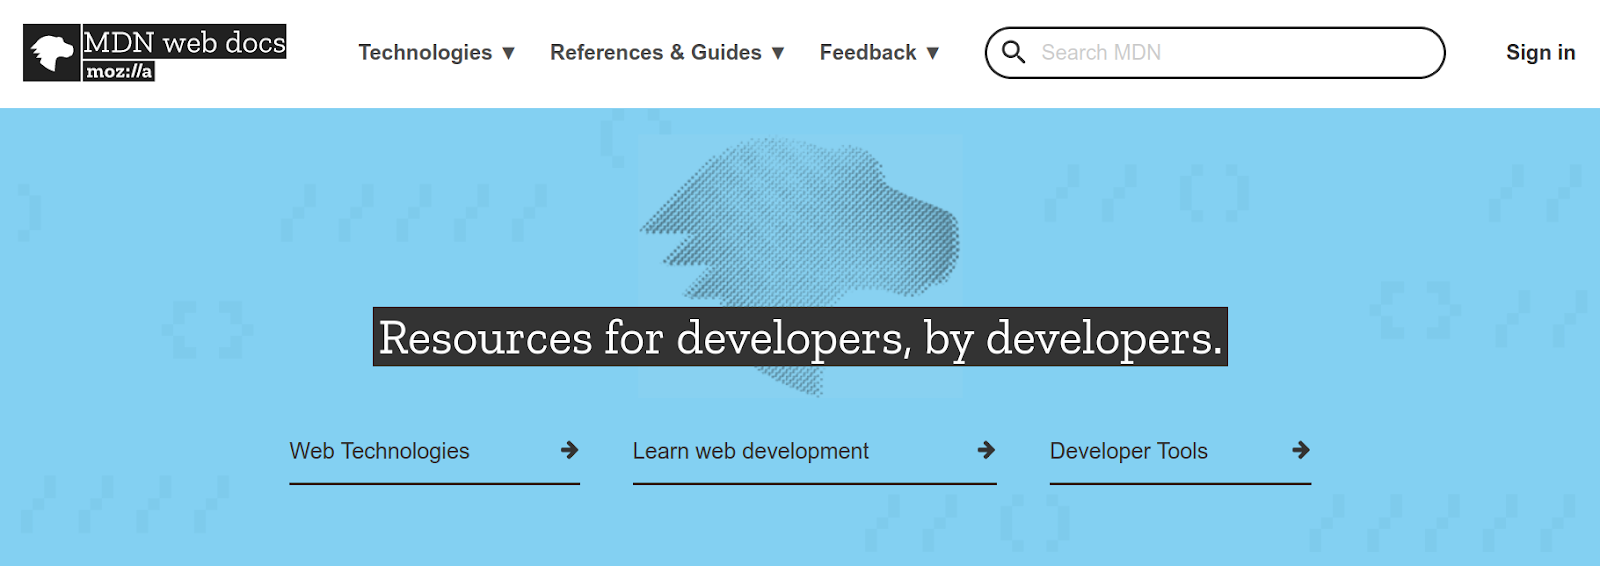 MDN web docs
moz://a
Technologies ▼
References & Guides ▼
Feedback ▼
Search MDN
Sign in
Resources for developers, by developers.
Web Technologies
Learn web development
Developer Tools